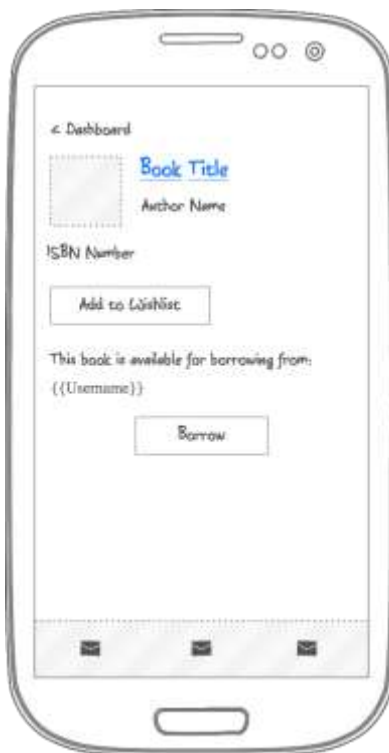 < Dashboard
Book Title
Author Name
ISBN Number
Add to Wishlist
This book is available for borrowing from:
{{Username}}
Borrow